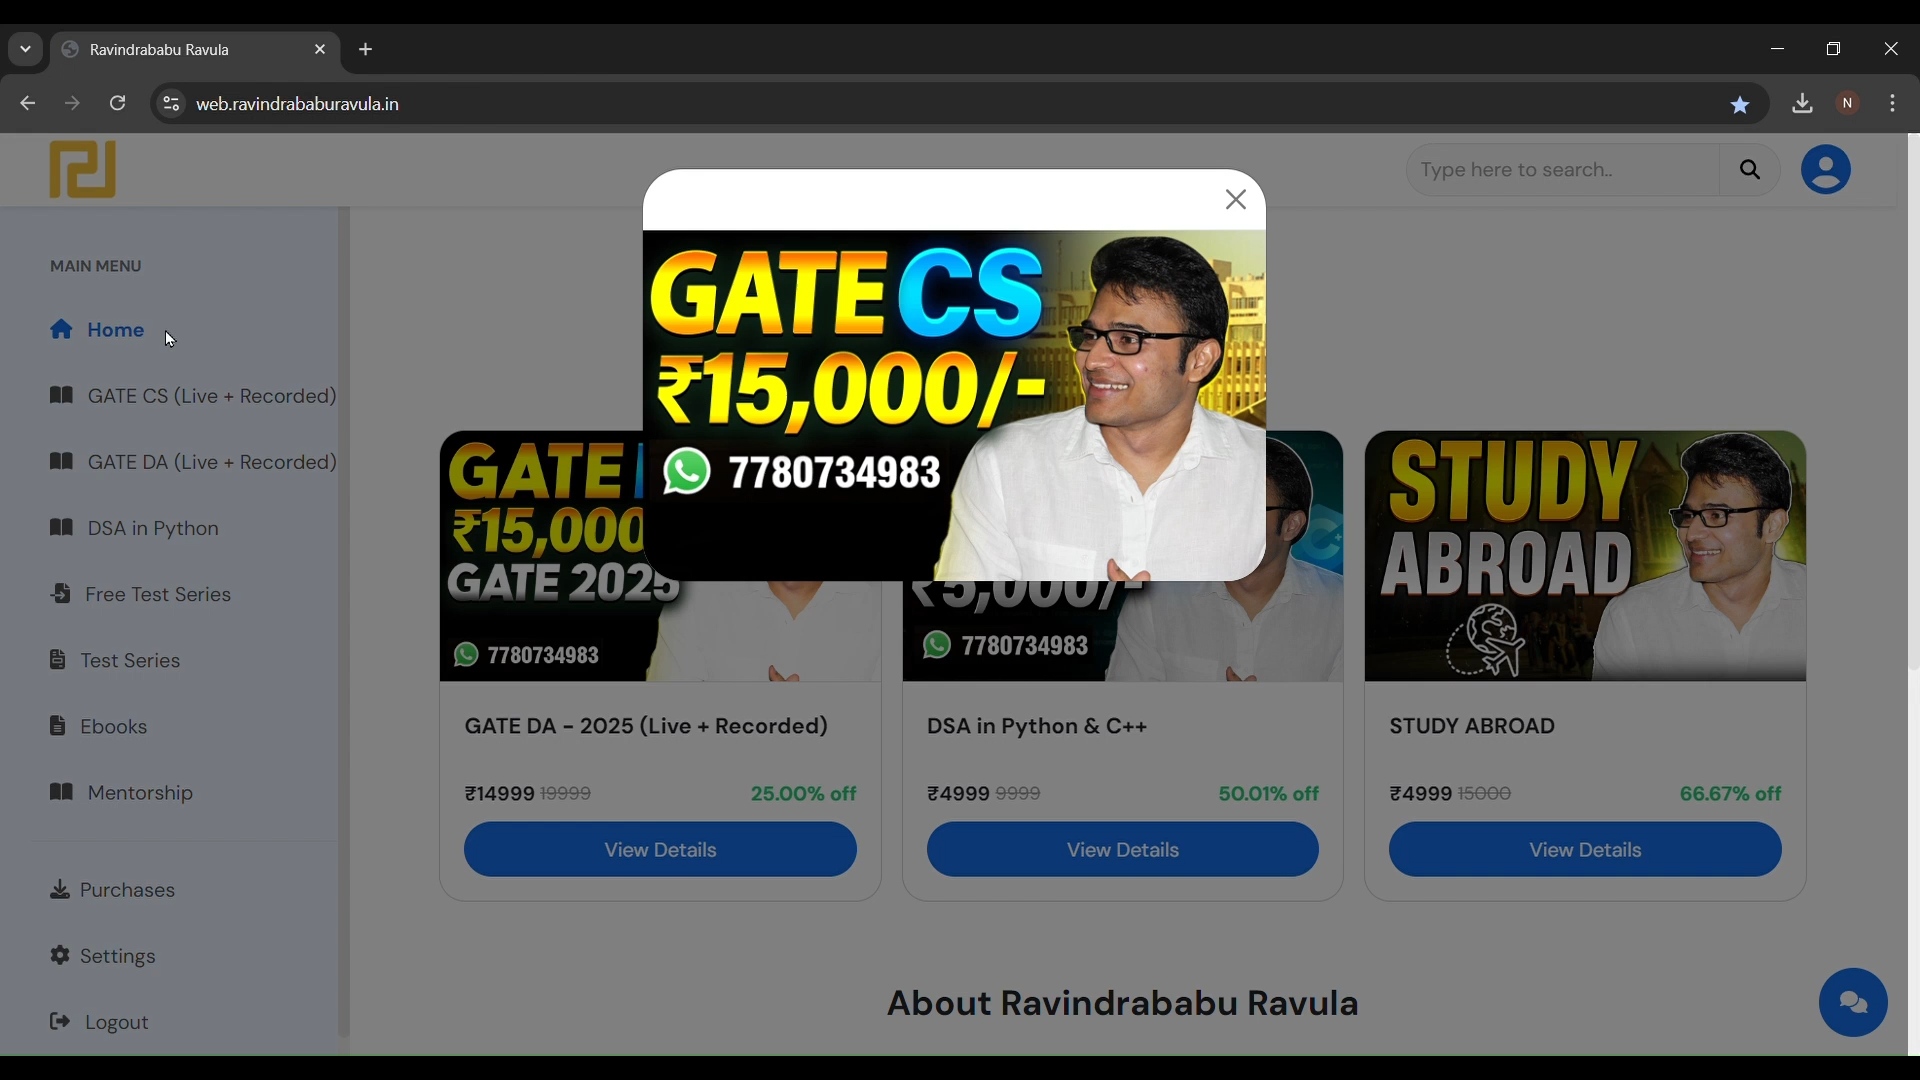 Ravindrababu Ravula
web.ravindrababuravula.in
Type here to search..
MAIN MENU
Home
GATE CS (Live + Recorded)
GATE DA (Live + Recorded)
DSA in Python
Free Test Series
Test Series
Ebooks
Mentorship
Purchases
Settings
Logout
GATE CS
₹15,000/-
7780734983
GATE
₹15,000
GATE 2025
7780734983
₹5,000/-
7780734983
STUDY
ABROAD
GATE DA - 2025 (Live + Recorded)
₹14999 19999
25.00% off
View Details
DSA in Python & C++
₹4999 9999
50.01% off
View Details
STUDY ABROAD
₹4999 15000
66.67% off
View Details
About Ravindrababu Ravula
N